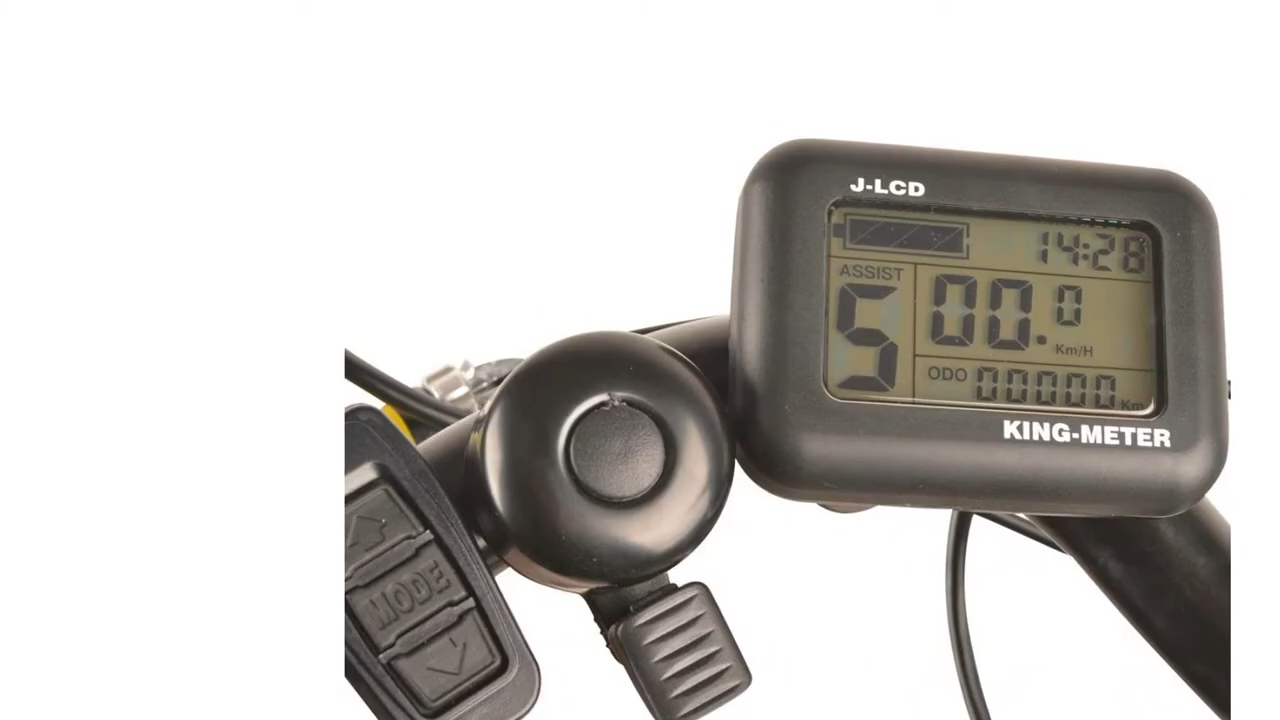 J-LCD
14:28
ASSIST
5
00.0
Km/H
ODO 00000 Km
KING-METER
MODE